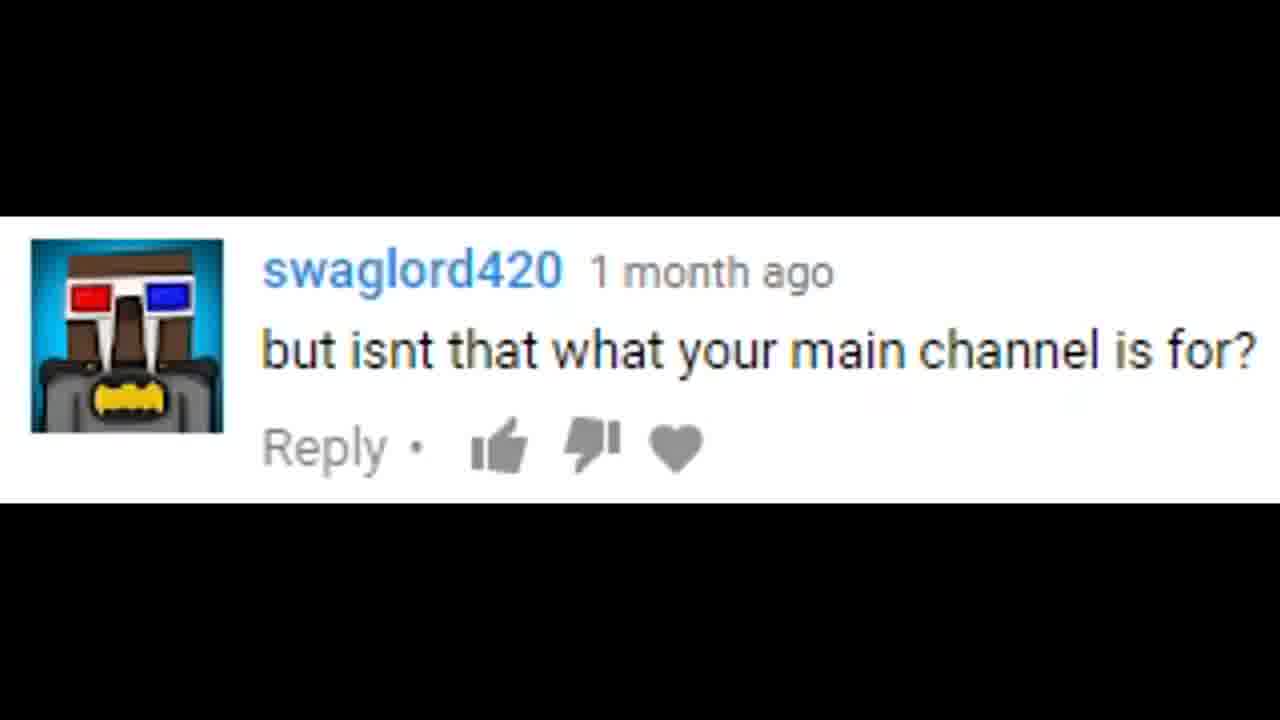 swaglord420 1 month ago
but isnt that what your main channel is for?
Reply •